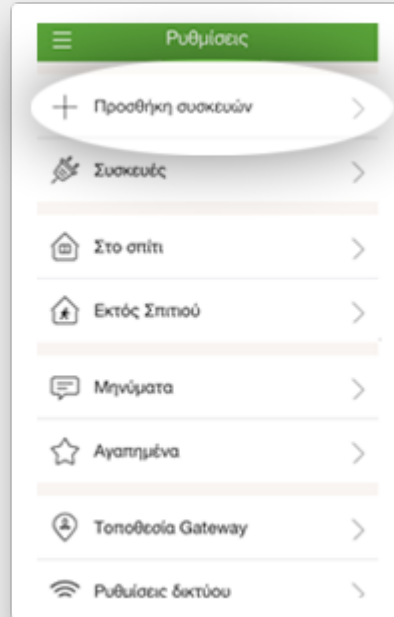 Ρυθμίσεις
Προσθήκη συσκευών
Συσκευές
Στο σπίτι
Εκτός Σπιτιού
Μηνύματα
Αγαπημένα
Τοποθεσία Gateway
Ρυθμίσεις δικτύου